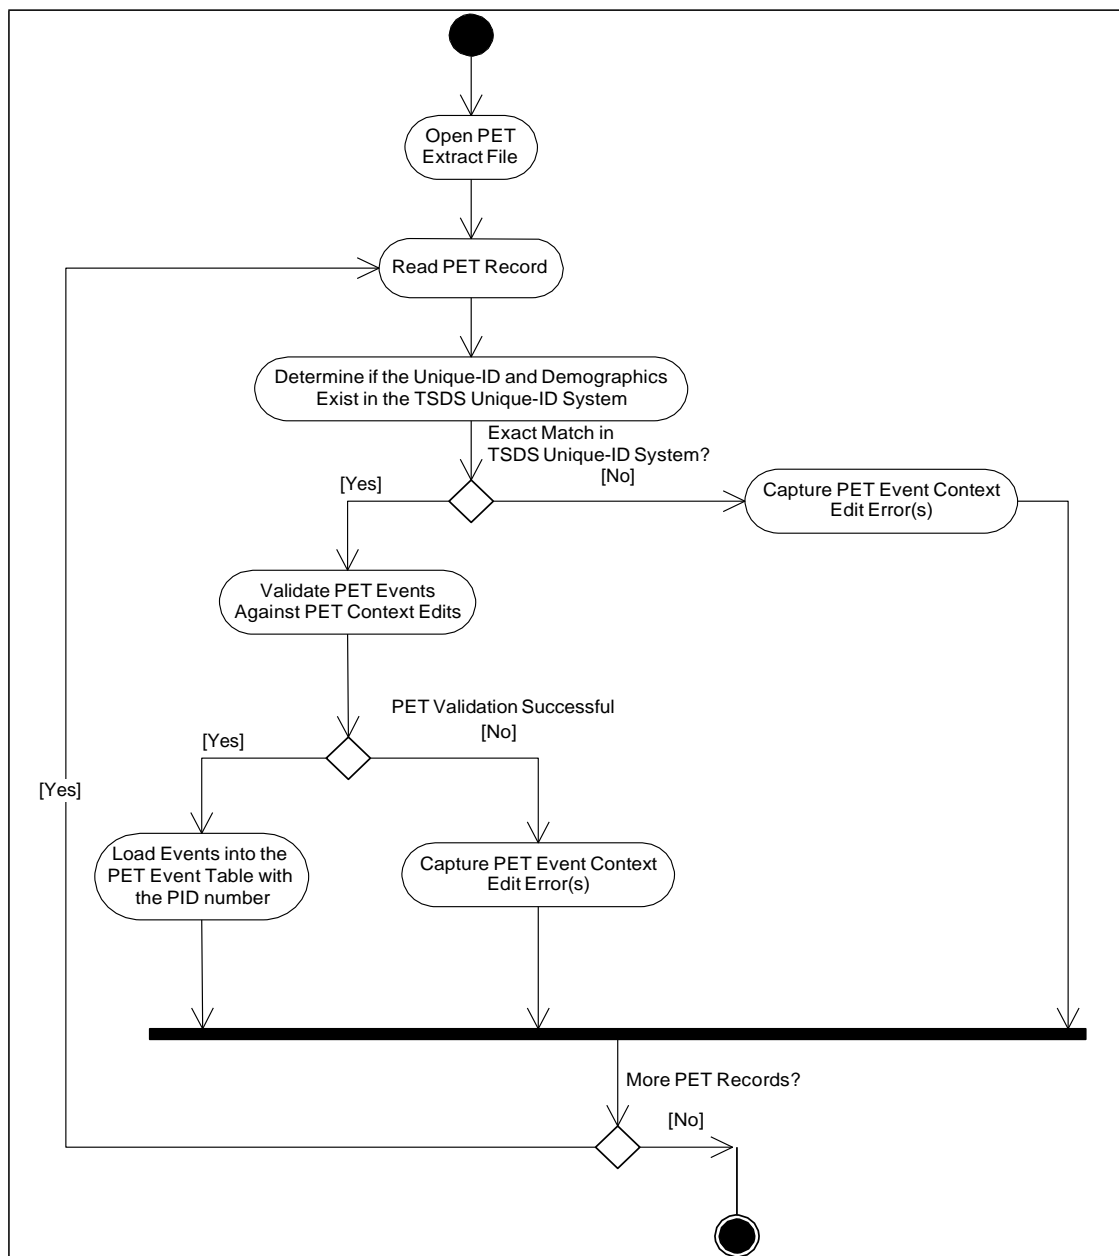 Open PET
Extract File
Read PET Record
Determine if the Unique-ID and Demographics
Exist in the TSDS Unique-ID System
Exact Match in
TSDS Unique-ID System?
[Yes]
[No]
Capture PET Event Context
Edit Error(s)
Validate PET Events
Against PET Context Edits
PET Validation Successful
[Yes]
[No]
[Yes]
Load Events into the
PET Event Table with
the PID number
Capture PET Event Context
Edit Error(s)
More PET Records?
[No]